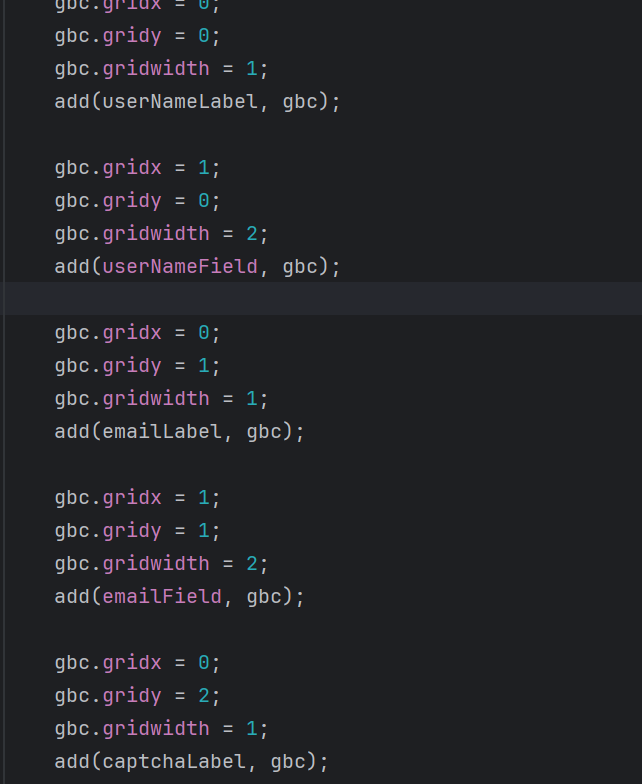 gbc.gridx = 0;
gbc.gridy = 0;
gbc.gridwidth = 1;
add(userNameLabel, gbc);
gbc.gridx = 1;
gbc.gridy = 0;
gbc.gridwidth = 2;
add(userNameField, gbc);
gbc.gridx = 0;
gbc.gridy = 1;
gbc.gridwidth = 1;
add(emailLabel, gbc);
gbc.gridx = 1;
gbc.gridy = 1;
gbc.gridwidth = 2;
add(emailField, gbc);
gbc.gridx = 0;
gbc.gridy = 2;
gbc.gridwidth = 1;
add(captchaLabel, gbc);